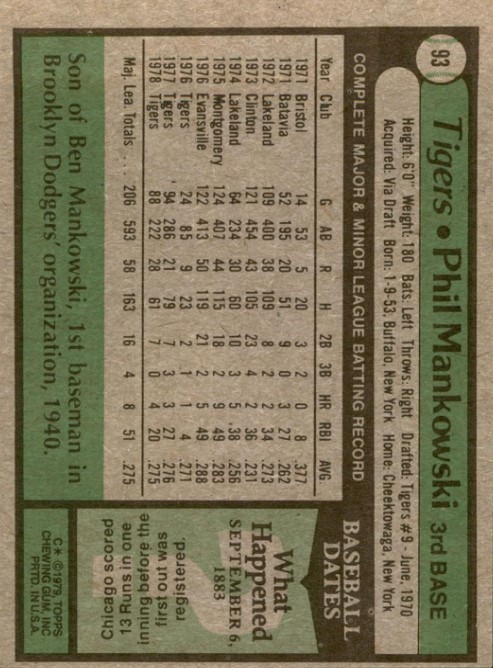 93
Tigers • Phil Mankowski 3rd BASE
Height: 6'0" Weight: 180 Bats: Left Throws: Right Drafted: Tigers #9 - June, 1970
Acquired: Via Draft Born: 1-9-53, Buffalo, New York Home: Cheektowaga, New York
COMPLETE MAJOR & MINOR LEAGUE BATTING RECORD
Year Club G AB R H 2B 3B HR RBI AVG
1971 Bristol 14 53 5 20 3 2 0 8 .377
1971 Batavia 52 195 20 51 9 0 3 27 .262
1972 Lakeland 109 400 38 109 8 2 2 34 .273
1973 Clinton 121 454 43 105 23 4 2 36 .231
1974 Lakeland 64 234 30 60 10 3 5 38 .256
1975 Montgomery 124 407 44 115 18 2 9 49 .283
1976 Evansville 122 413 50 119 21 2 5 49 .288
1976 Tigers 24 85 9 23 2 1 1 4 .271
1977 Tigers 94 286 21 79 7 3 3 27 .276
1978 Tigers 88 222 28 61 7 0 4 20 .275
Maj. Lea. Totals 206 593 58 163 16 4 8 51 .275
Son of Ben Mankowski, 1st baseman in
Brooklyn Dodgers' organization, 1940.
BASEBALL
DATES
What
Happened
SEPTEMBER 6,
1883
Chicago scored
13 Runs in one
inning before the
first out was
registered.
C * © 1979, TOPPS
CHEWING GUM, INC
PRTD. IN U.S.A.